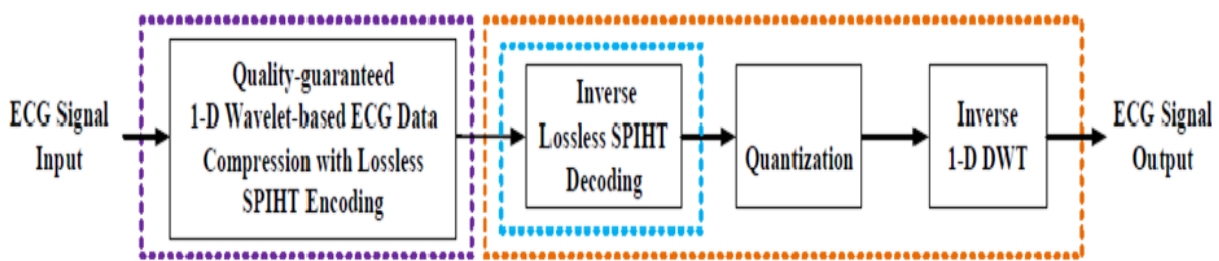 ECG Signal
Input
Quality-guaranteed
1-D Wavelet-based ECG Data
Compression with Lossless
SPIHT Encoding
Inverse
Lossless SPIHT
Decoding
Quantization
Inverse
1-D DWT
ECG Signal
Output